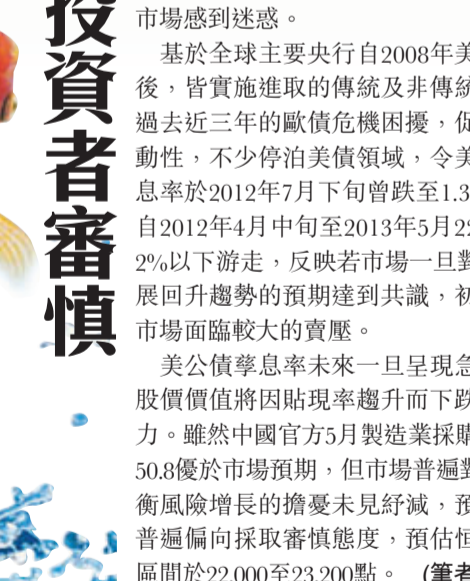 投資者審慎
市場感到迷惑。
基於全球主要央行自2008年美
後，皆實施進取的傳統及非傳統
過去近三年的歐債危機困擾，促
動性，不少停泊美債領域，令美
息率於2012年7月下旬曾跌至1.3
自2012年4月中旬至2013年5月22
2%以下游走，反映若市場一旦對
展回升趨勢的預期達到共識，初
市場面臨較大的賣壓。
美公債孳息率未來一旦呈現急
股價價值將因貼現率趨升而下跌
力。雖然中國官方5月製造業採購
50.8優於市場預期，但市場普遍對
衡風險增長的擔憂未見紓減，預
普遍偏向採取審慎態度，預估恒
區間於22,000至23,200點。 (筆者